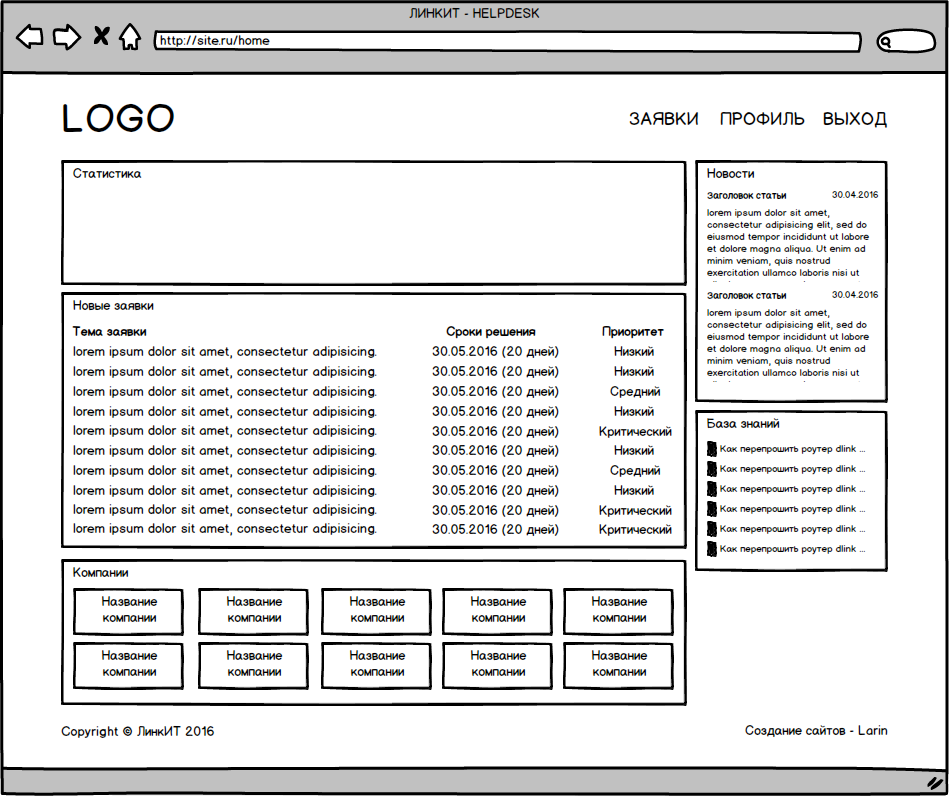 ЛИНКИТ - HELPDESK
http://site.ru/home
LOGO
ЗАЯВКИ ПРОФИЛЬ ВЫХОД
Статистика
Новые заявки
Тема заявки Сроки решения Приоритет
lorem ipsum dolor sit amet, consectetur adipisicing. 30.05.2016 (20 дней) Низкий
lorem ipsum dolor sit amet, consectetur adipisicing. 30.05.2016 (20 дней) Низкий
lorem ipsum dolor sit amet, consectetur adipisicing. 30.05.2016 (20 дней) Средний
lorem ipsum dolor sit amet, consectetur adipisicing. 30.05.2016 (20 дней) Низкий
lorem ipsum dolor sit amet, consectetur adipisicing. 30.05.2016 (20 дней) Критический
lorem ipsum dolor sit amet, consectetur adipisicing. 30.05.2016 (20 дней) Низкий
lorem ipsum dolor sit amet, consectetur adipisicing. 30.05.2016 (20 дней) Средний
lorem ipsum dolor sit amet, consectetur adipisicing. 30.05.2016 (20 дней) Низкий
lorem ipsum dolor sit amet, consectetur adipisicing. 30.05.2016 (20 дней) Критический
lorem ipsum dolor sit amet, consectetur adipisicing. 30.05.2016 (20 дней) Критический
Компании
Название Название Название Название Название
компании компании компании компании компании
Название Название Название Название Название
компании компании компании компании компании
Новости
Заголовок статьи 30.04.2016
lorem ipsum dolor sit amet,
consectetur adipisicing elit, sed do
eiusmod tempor incididunt ut labore
et dolore magna aliqua. Ut enim ad
minim veniam, quis nostrud
exercitation ullamco laboris nisi ut
Заголовок статьи 30.04.2016
lorem ipsum dolor sit amet,
consectetur adipisicing elit, sed do
eiusmod tempor incididunt ut labore
et dolore magna aliqua. Ut enim ad
minim veniam, quis nostrud
exercitation ullamco laboris nisi ut
База знаний
Как перепрошить роутер dlink ...
Как перепрошить роутер dlink ...
Как перепрошить роутер dlink ...
Как перепрошить роутер dlink ...
Как перепрошить роутер dlink ...
Как перепрошить роутер dlink ...
Copyright © ЛинкИТ 2016
Создание сайтов - Larin